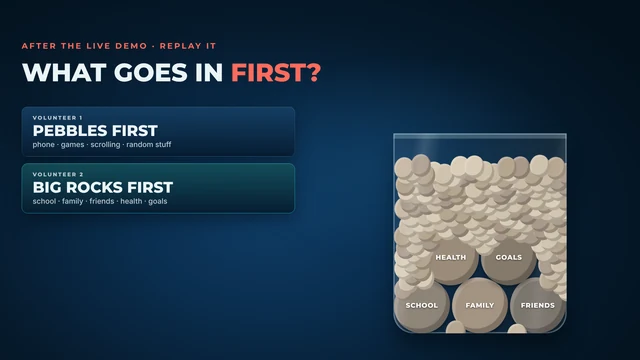 AFTER THE LIVE DEMO · REPLAY IT
WHAT GOES IN FIRST?
VOLUNTEER 1
PEBBLES FIRST
phone · games · scrolling · random stuff
VOLUNTEER 2
BIG ROCKS FIRST
school · family · friends · health · goals
HEALTH
GOALS
SCHOOL
FAMILY
FRIENDS